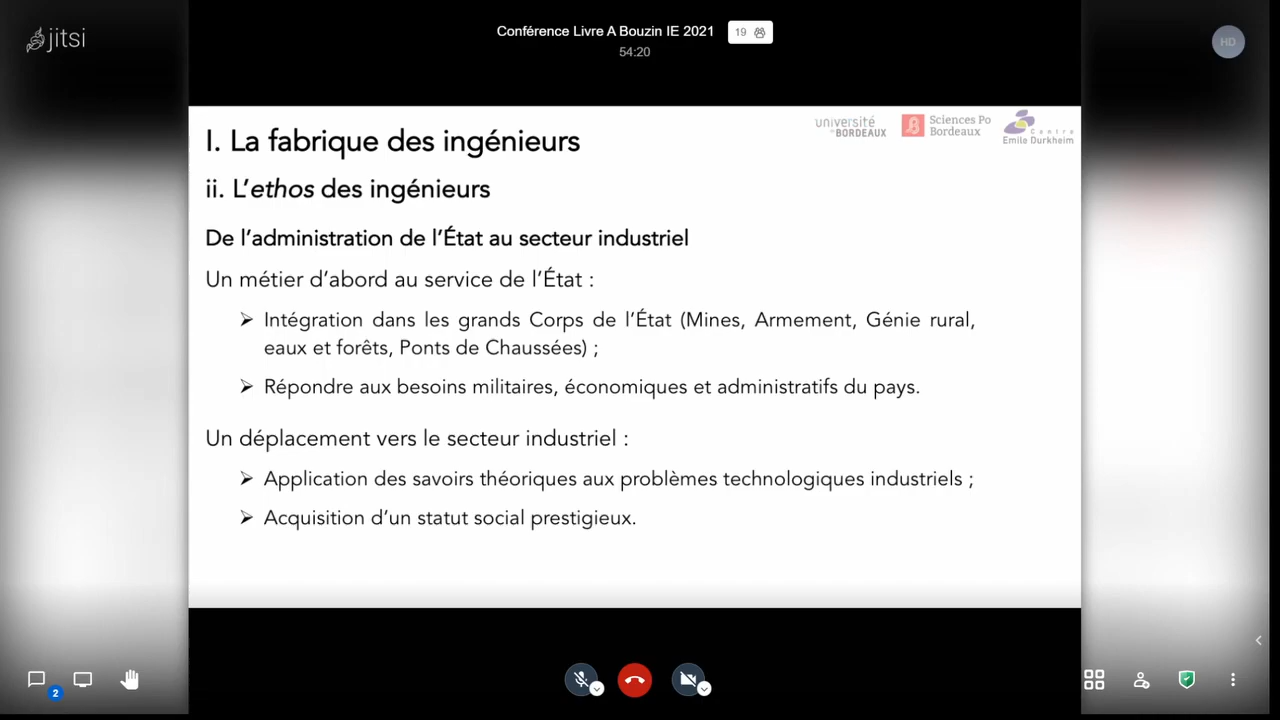 jitsi
Conférence Livre A Bouzin IE 2021
19
54:20
HD
université
de BORDEAUX
Sciences Po
Bordeaux
Centre
Emile Durkheim
I. La fabrique des ingénieurs
ii. L’ethos des ingénieurs
De l’administration de l’État au secteur industriel
Un métier d’abord au service de l’État :
➢ Intégration dans les grands Corps de l’État (Mines, Armement, Génie rural,
eaux et forêts, Ponts de Chaussées) ;
➢ Répondre aux besoins militaires, économiques et administratifs du pays.
Un déplacement vers le secteur industriel :
➢ Application des savoirs théoriques aux problèmes technologiques industriels ;
➢ Acquisition d’un statut social prestigieux.
2